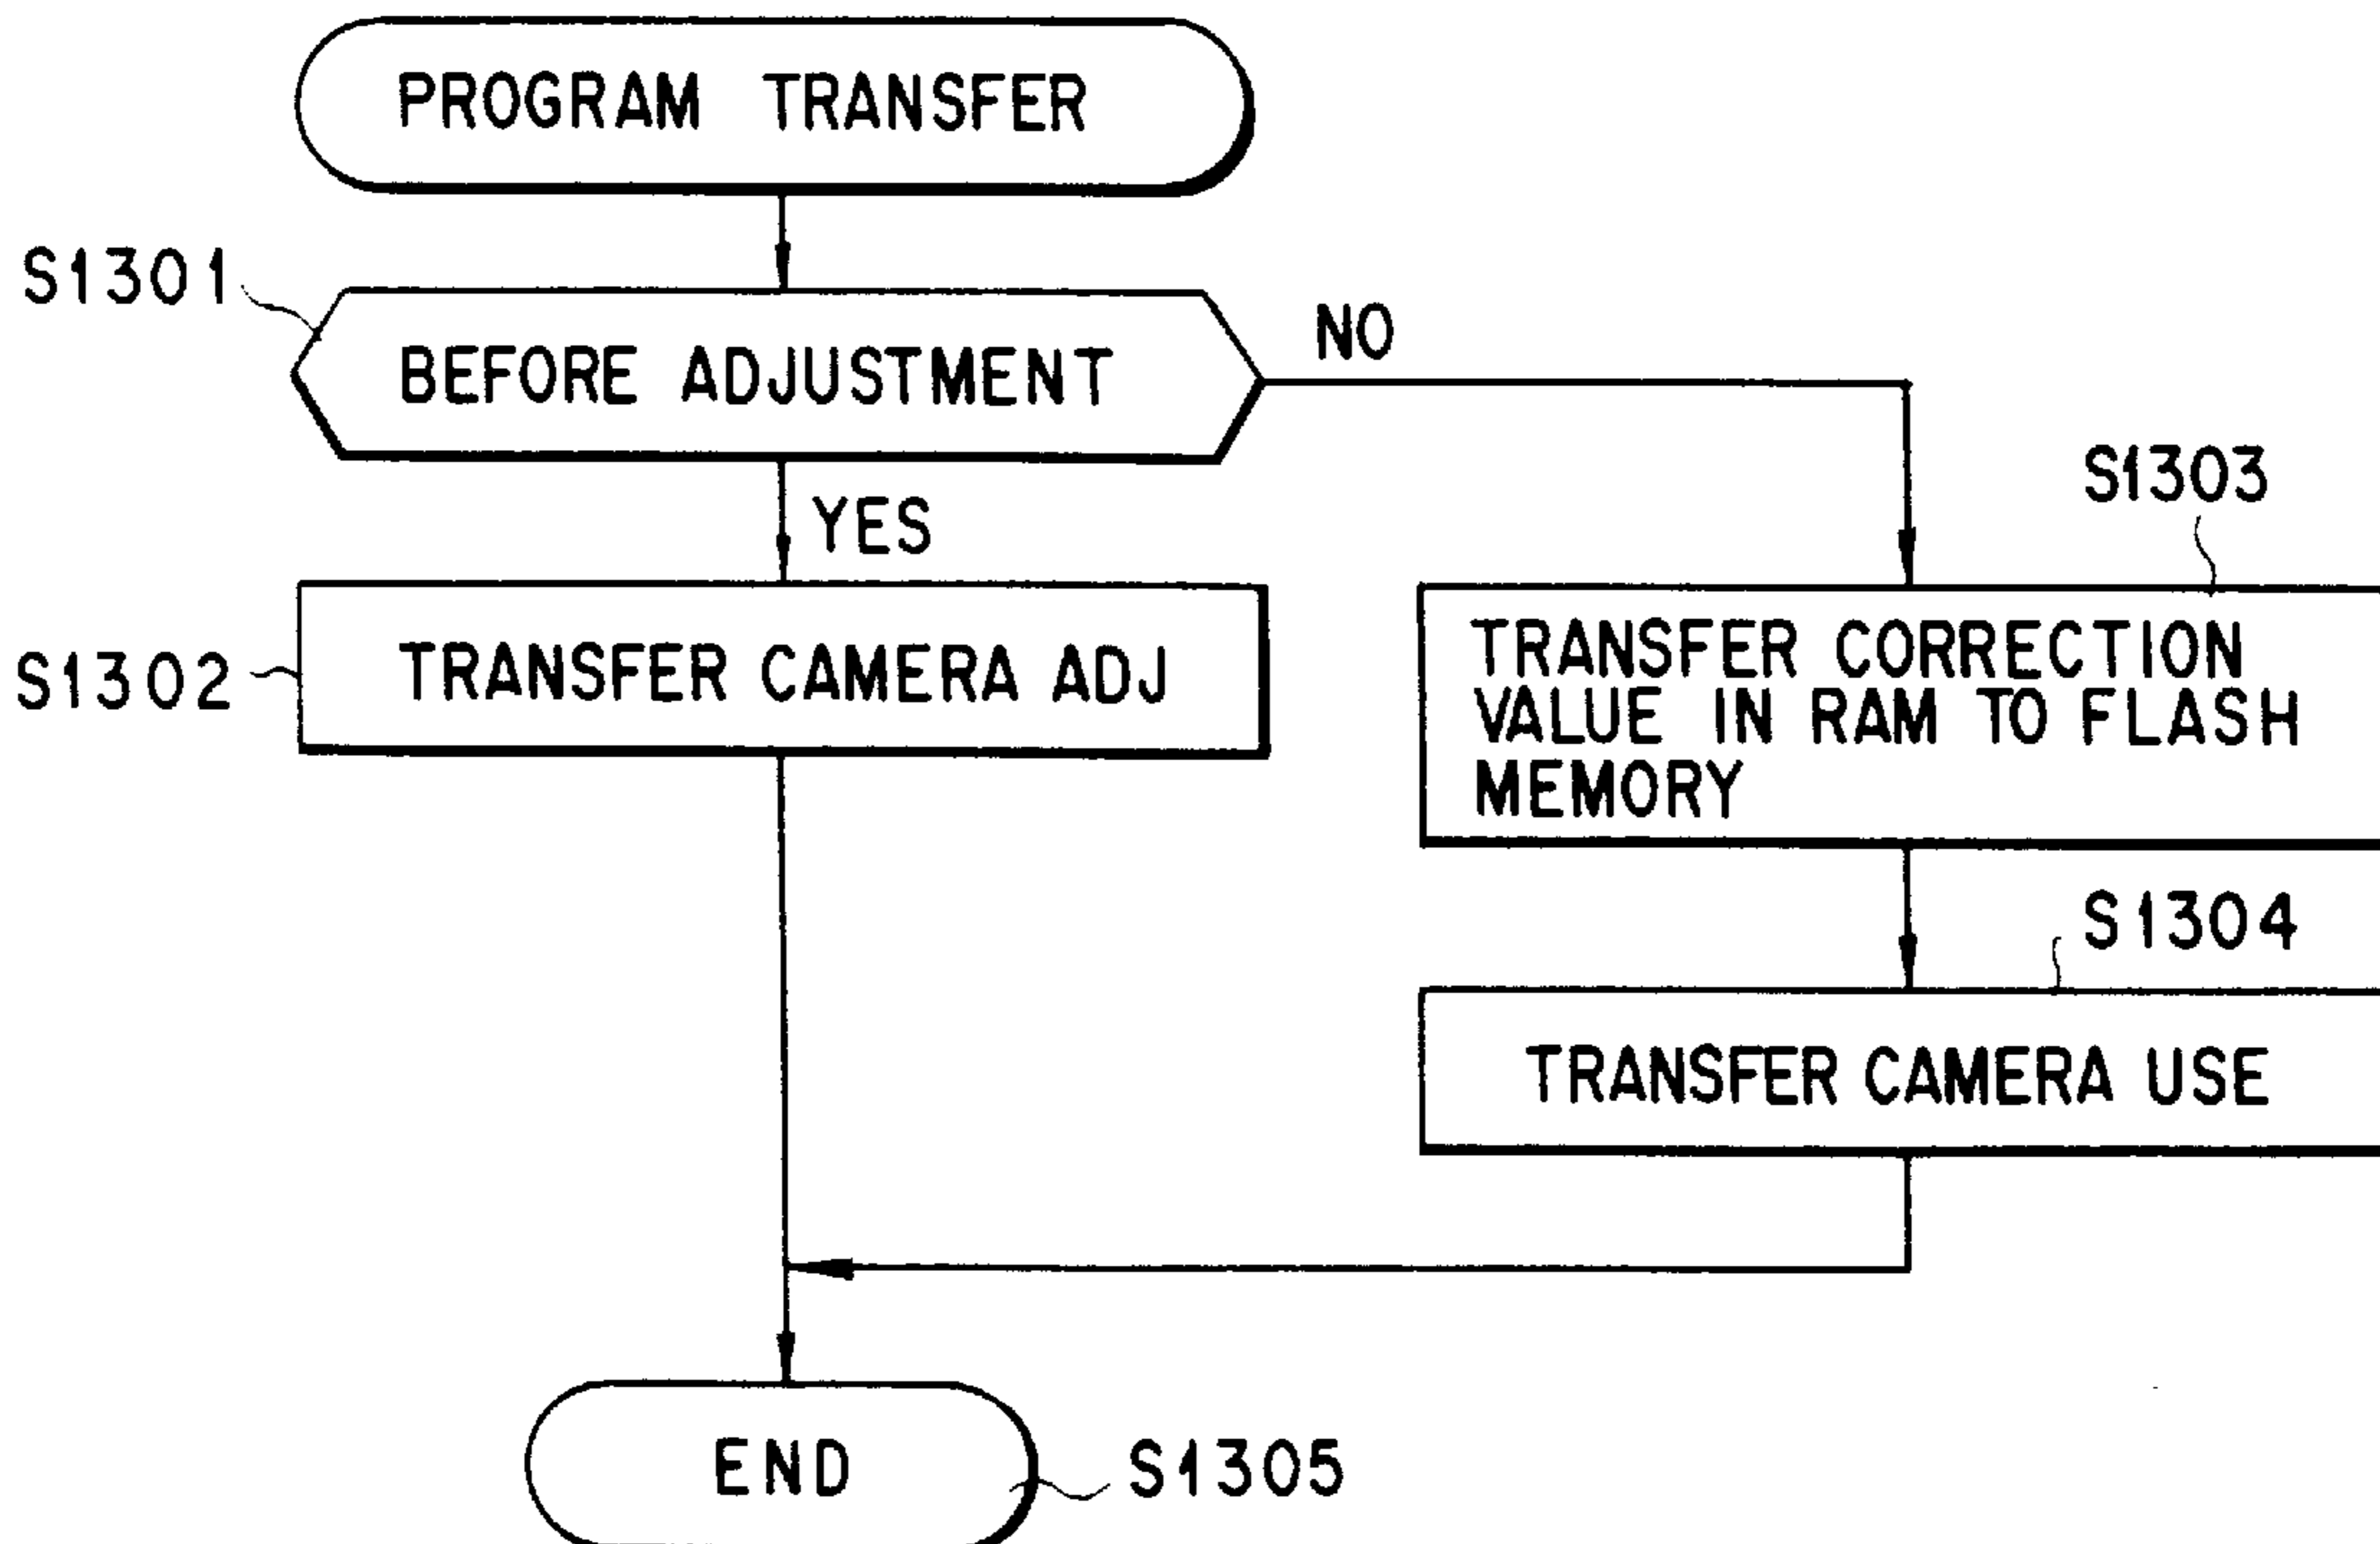 PROGRAM TRANSFER
S1301
BEFORE ADJUSTMENT
NO
YES
S1302
TRANSFER CAMERA ADJ
S1303
TRANSFER CORRECTION
VALUE IN RAM TO FLASH
MEMORY
S1304
TRANSFER CAMERA USE
END
S1305